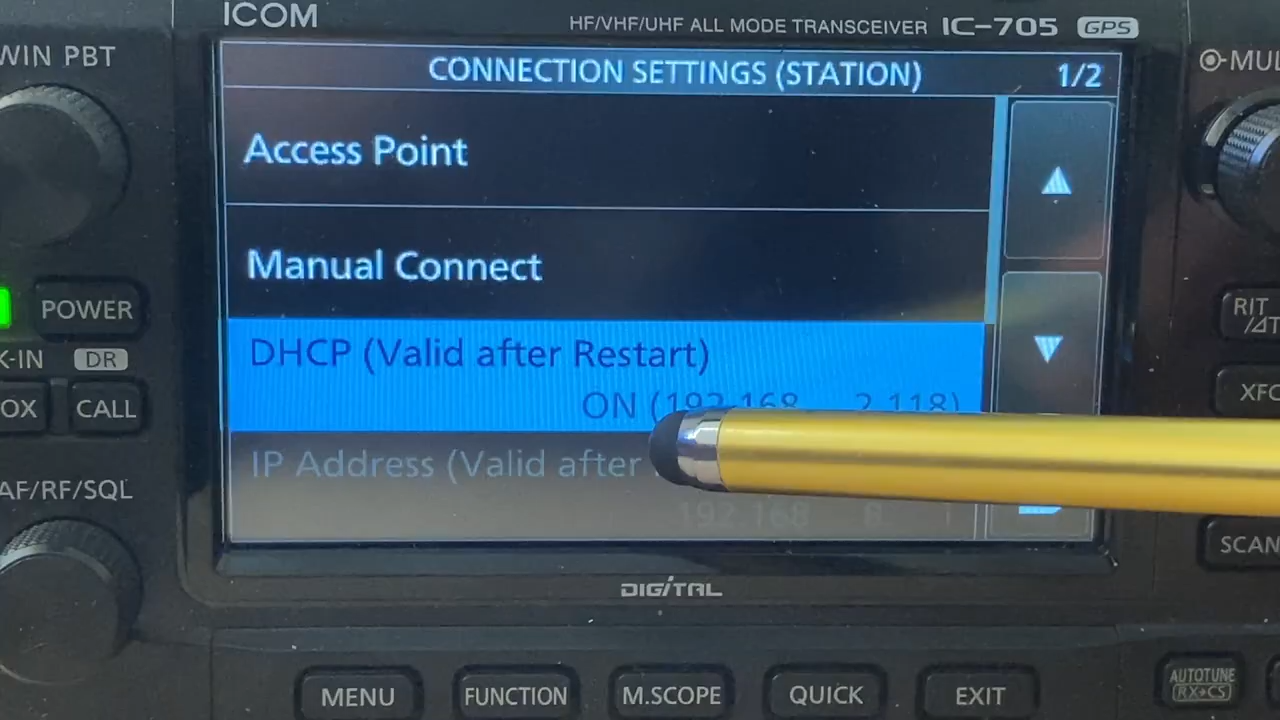 ICOM
HF/VHF/UHF ALL MODE TRANSCEIVER IC-705 GPS
WIN PBT
CONNECTION SETTINGS (STATION) 1/2
MUL
Access Point
Manual Connect
POWER
RIT
/ΔT
DHCP (Valid after Restart)
K-IN DR
ON (192.168. 2.118)
XFC
OX CALL
IP Address (Valid after
AF/RF/SQL
192.168
SCAN
DIGITAL
MENU FUNCTION M.SCOPE QUICK EXIT
AUTOTUNE
RX→CS